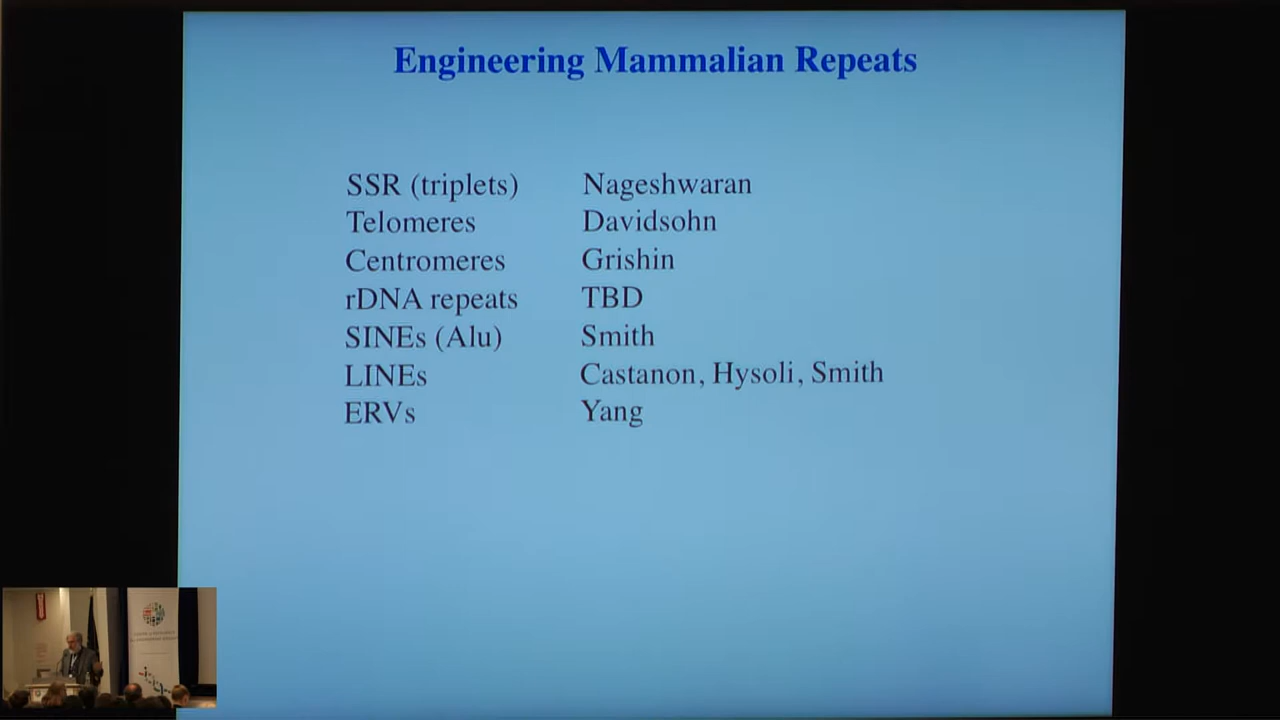 Engineering Mammalian Repeats
SSR (triplets) Nageshwaran
Telomeres Davidsohn
Centromeres Grishin
rDNA repeats TBD
SINEs (Alu) Smith
LINEs Castanon, Hysoli, Smith
ERVs Yang